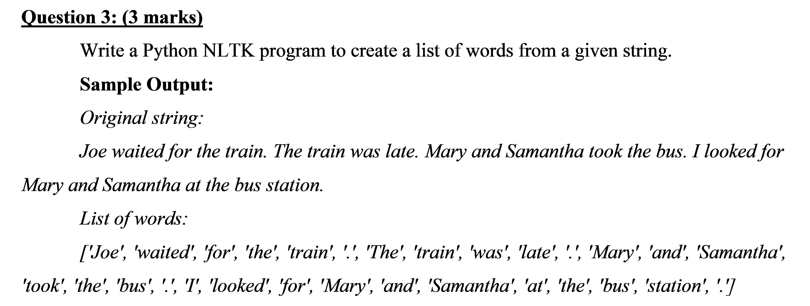 Question 3: (3 marks)
Write a Python NLTK program to create a list of words from a given string.
Sample Output:
Original string:
Joe waited for the train. The train was late. Mary and Samantha took the bus. I looked for
Mary and Samantha at the bus station.
List of words:
['Joe', 'waited', 'for', 'the', 'train', '.', 'The', 'train', 'was', 'late', '.', 'Mary', 'and', 'Samantha',
'took', 'the', 'bus', '.', 'I', 'looked', 'for', 'Mary', 'and', 'Samantha', 'at', 'the', 'bus', 'station', '.']